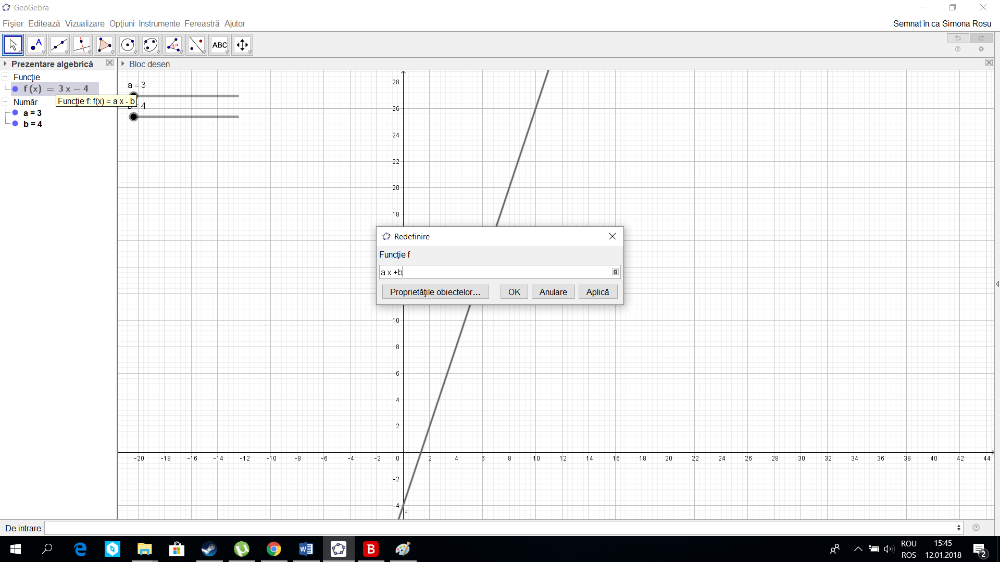 GeoGebra
Fişier Editează Vizualizare Opţiuni Instrumente Fereastră Ajutor
Semnat în ca Simona Rosu
A
α
ABC
Prezentare algebrică
Bloc desen
Funcţie
f (x) = 3 x − 4
Funcţie f: f(x) = a x - b
Număr
a = 3
b = 4
a = 3
b = 4
28
26
24
22
20
18
10
8
6
4
2
-20 -18 -16 -14 -12 -10 -8 -6 -4 -2 0 2 4 6 8 10 12 14 16 18 20 22 24 26 28 30 32 34 36 38 40 42 44
-2
-4
f
Redefinire
Funcţie f
a x +b
α
Proprietăţile obiectelor...
OK
Anulare
Aplică
De intrare:
ROU
ROS
15:45
12.01.2018
2